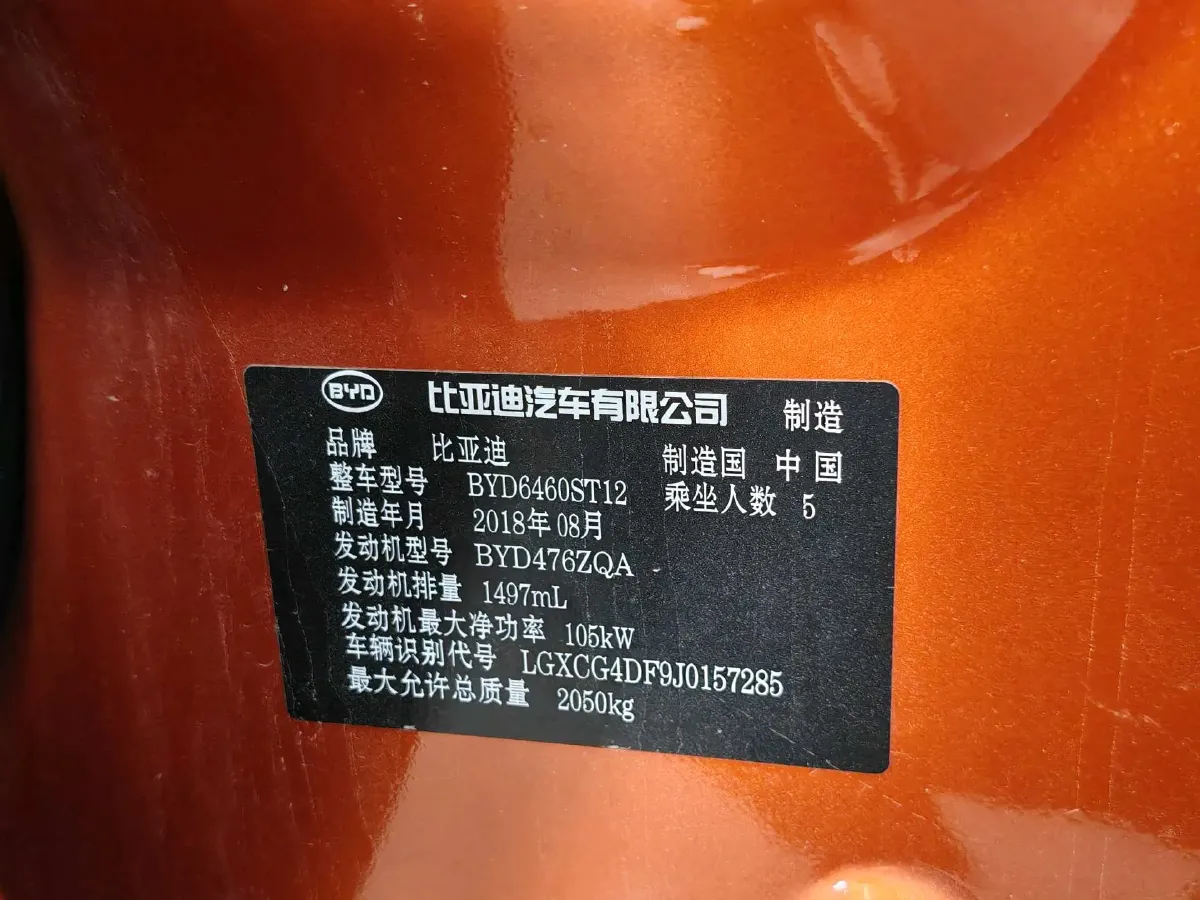 BYD 比亚迪汽车有限公司 制造
品牌 比亚迪 制造国 中国
整车型号 BYD6460ST12 乘坐人数 5
制造年月 2018年08月
发动机型号 BYD476ZQA
发动机排量 1497mL
发动机最大净功率 105kW
车辆识别代号 LGXCG4DF9J0157285
最大允许总质量 2050kg